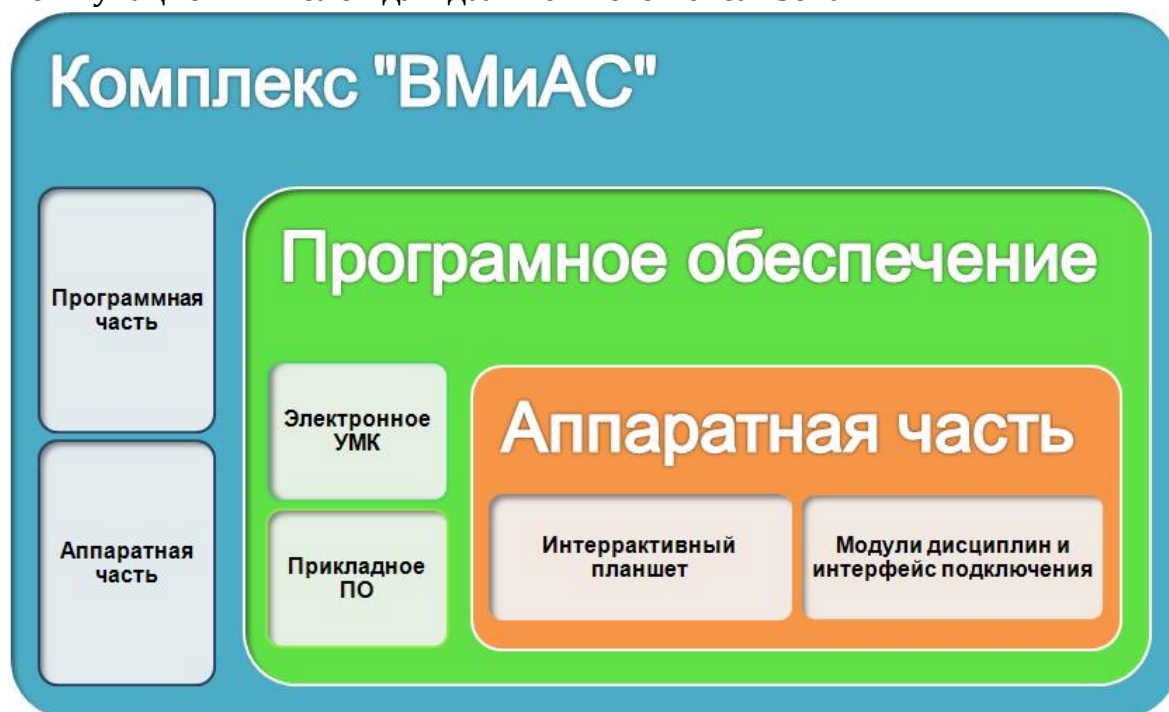 Комплекс "ВМиАС"
Программная
часть
Аппаратная
часть
Програмное обеспечение
Электронное
УМК
Прикладное
ПО
Аппаратная часть
Интеррактивный
планшет
Модули дисциплин и
интерфейс подключения